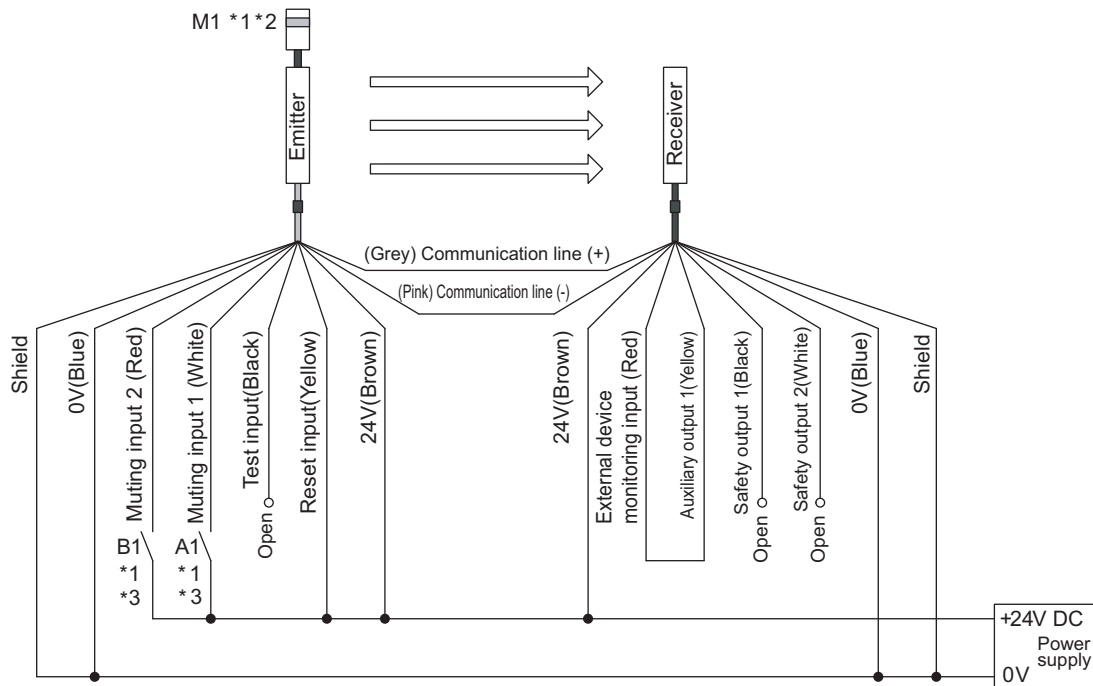 M1 *1*2
Emitter
Receiver
(Grey) Communication line (+)
(Pink) Communication line (-)
Shield
0V(Blue)
Muting input 2 (Red)
Muting input 1 (White)
Test input(Black)
Reset input(Yellow)
24V(Brown)
24V(Brown)
External device
monitoring input (Red)
Auxiliary output 1(Yellow)
Safety output 1(Black)
Safety output 2(White)
0V(Blue)
Shield
B1
*1
*3
A1
*1
*3
Open
Open
Open
+24V DC
Power
supply
0V